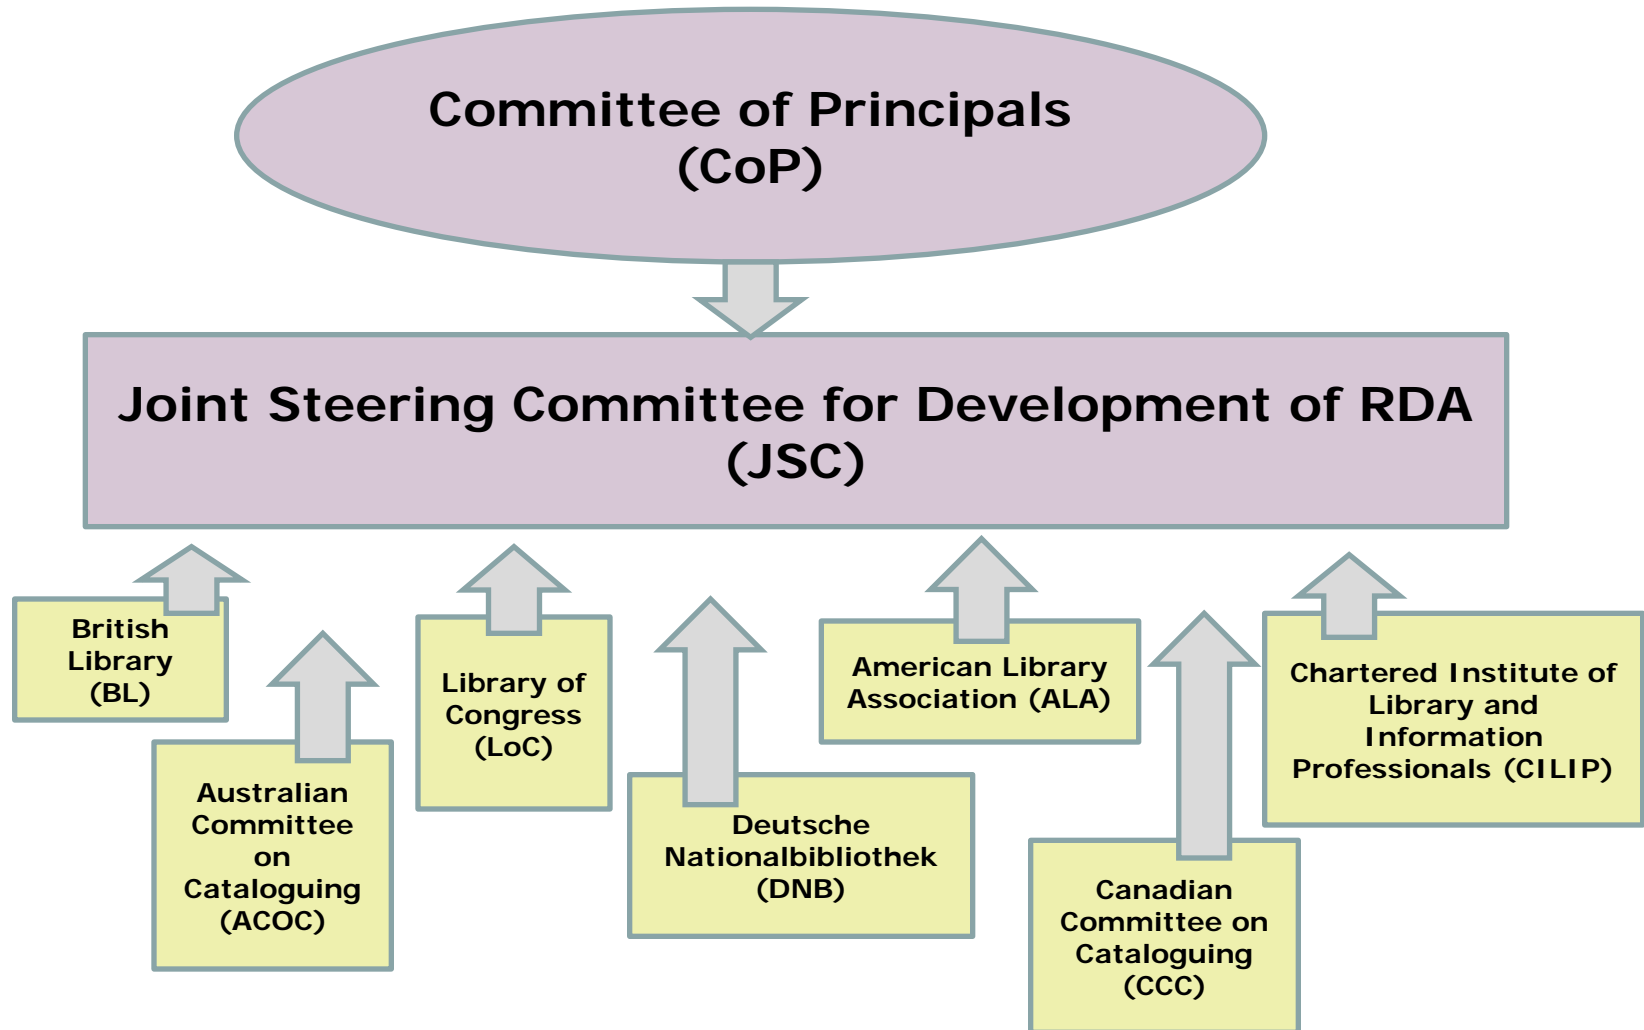 Committee of Principals
(CoP)
Joint Steering Committee for Development of RDA
(JSC)
British
Library
(BL)
Australian
Committee
on
Cataloguing
(ACOC)
Library of
Congress
(LoC)
Deutsche
Nationalbibliothek
(DNB)
American Library
Association (ALA)
Canadian
Committee on
Cataloguing
(CCC)
Chartered Institute of
Library and
Information
Professionals (CILIP)